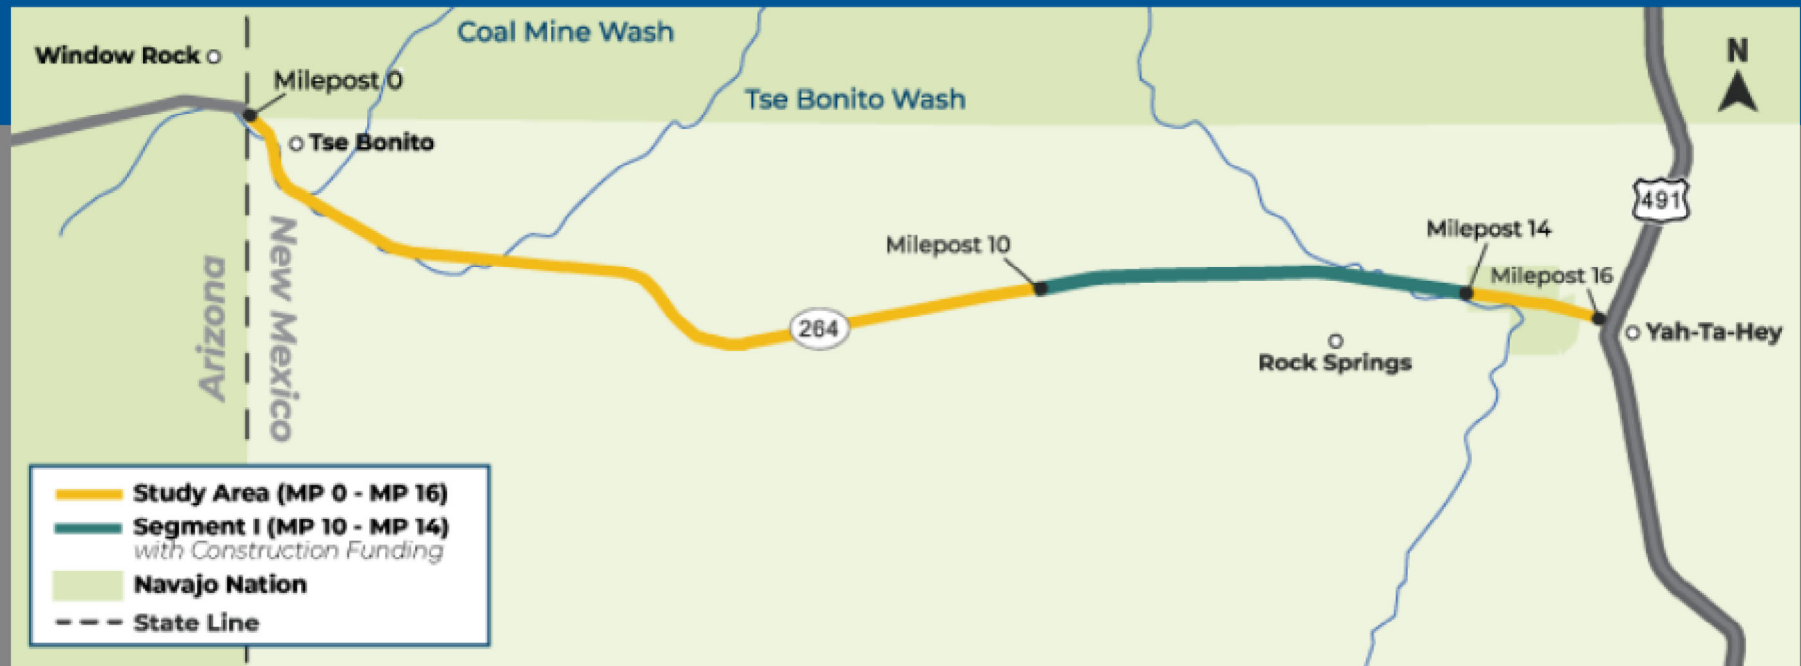 Coal Mine Wash
N
Window Rock
Milepost 0
Tse Bonito Wash
Tse Bonito
491
Milepost 14
Milepost 10
Milepost 16
Arizona
New Mexico
264
Yah-Ta-Hey
Rock Springs
Study Area (MP 0 - MP 16)
Segment I (MP 10 - MP 14)
with Construction Funding
Navajo Nation
State Line